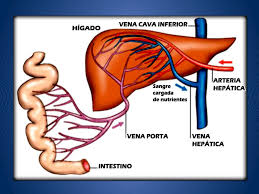 VENA CAVA INFERIOR
HÍGADO
ARTERIA
HEPÁTICA
Sangre
cargada
de nutrientes
VENA PORTA
VENA
HEPÁTICA
INTESTINO